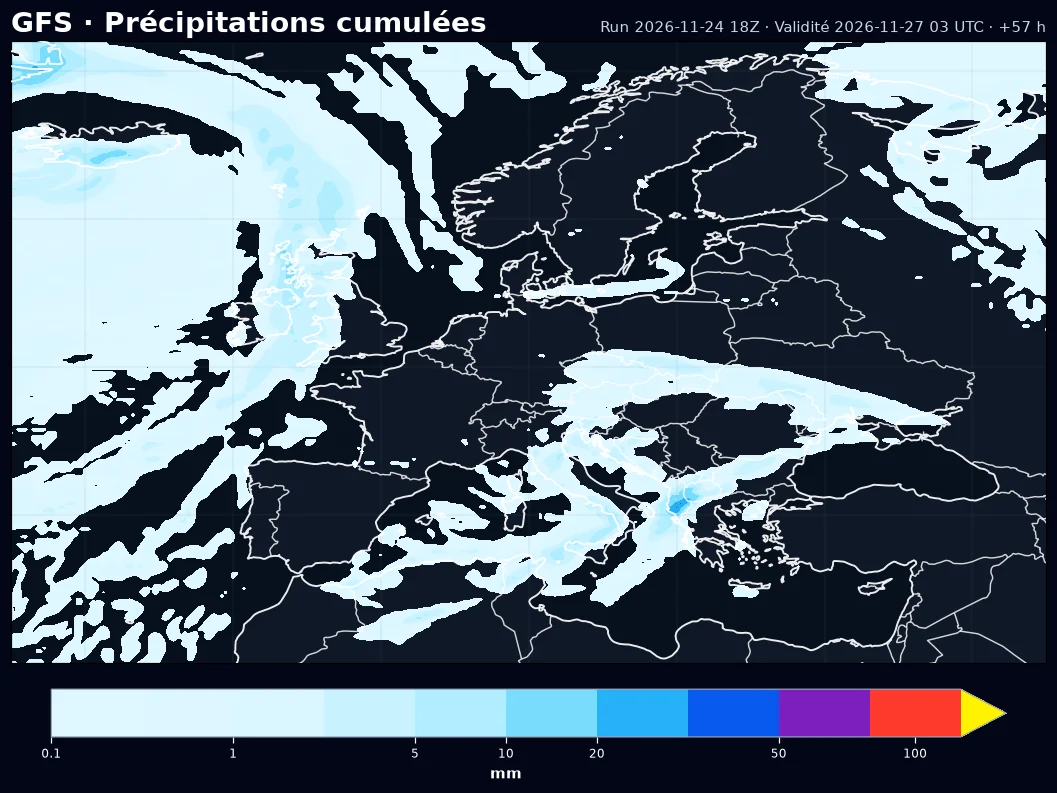 GFS · Précipitations cumulées
Run 2026-11-24 18Z · Validité 2026-11-27 03 UTC · +57 h
0.1 1 5 10 20 50 100
mm